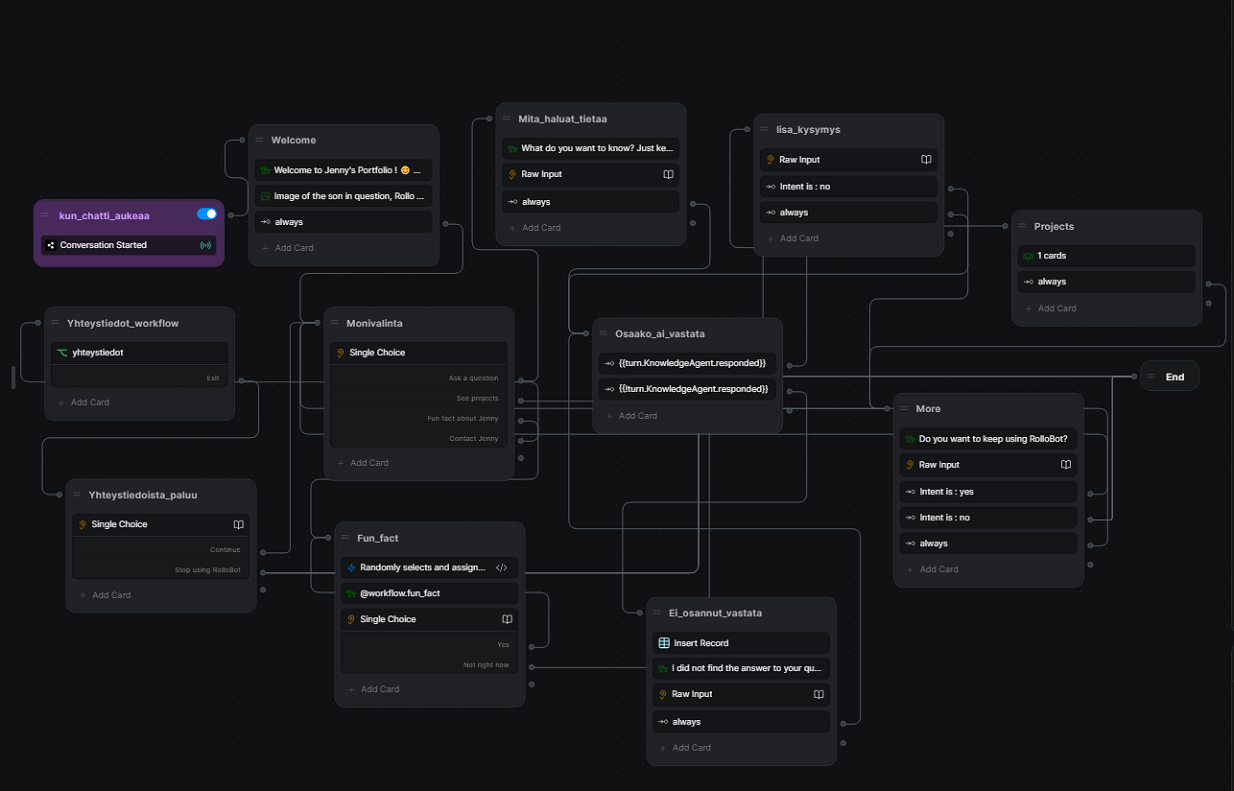 kun_chatti_aukeaa
Conversation Started
Welcome
Welcome to Jenny's Portfolio ! 😄 ...
Image of the son in question, Rollo ...
always
Add Card
Mita_haluat_tietaa
What do you want to know? Just ke...
Raw Input
always
Add Card
lisa_kysymys
Raw Input
Intent is : no
always
Add Card
Projects
1 cards
always
Add Card
Yhteystiedot_workflow
yhteystiedot
Exit
Add Card
Monivalinta
Single Choice
Ask a question
See projects
Fun fact about Jenny
Contact Jenny
Add Card
Osaako_ai_vastata
{{turn.KnowledgeAgent.responded}}
{{!turn.KnowledgeAgent.responded}}
Add Card
End
More
Do you want to keep using RolloBot?
Raw Input
Intent is : yes
Intent is : no
always
Add Card
Yhteystiedoista_paluu
Single Choice
Continue
Stop using RolloBot
Add Card
Fun_fact
Randomly selects and assign...
@workflow.fun_fact
Single Choice
Yes
Not right now
Add Card
Ei_osannut_vastata
Insert Record
I did not find the answer to your qu...
Raw Input
always
Add Card